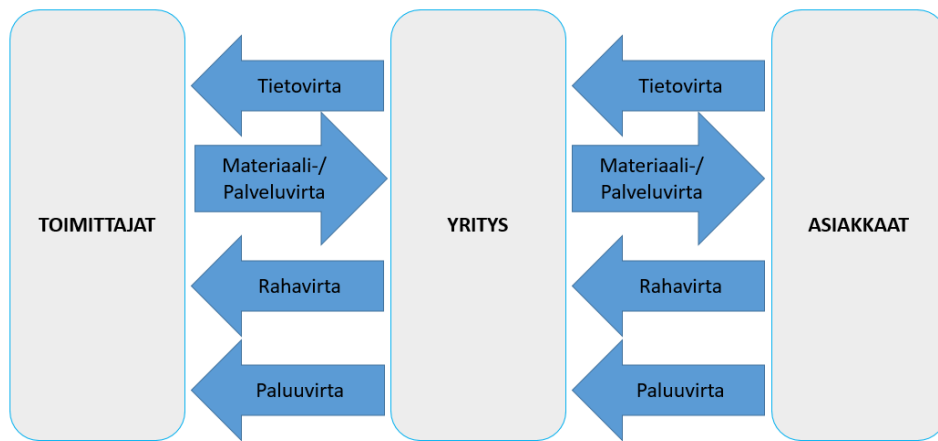 Tietovirta
Tietovirta
Materiaali-/
Palveluvirta
Materiaali-/
Palveluvirta
TOIMITTAJAT
YRITYS
ASIAKKAAT
Rahavirta
Rahavirta
Paluuvirta
Paluuvirta